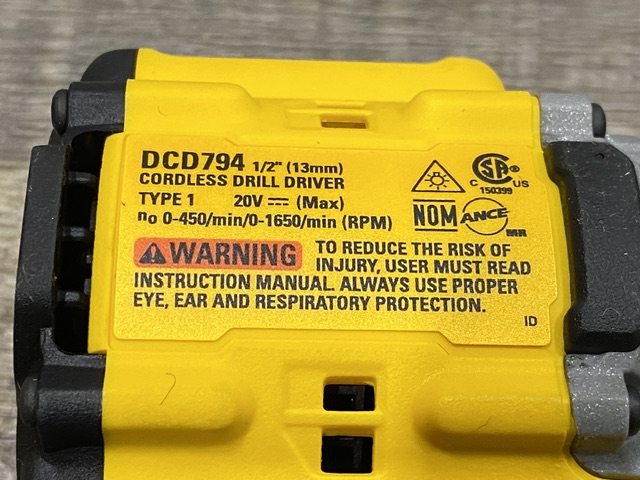 DCD794 1/2" (13mm)
CORDLESS DRILL DRIVER
TYPE 1 20V ⎓ (Max)
no 0-450/min/0-1650/min (RPM)
C SA US
150399
NOM ANCE
MR
WARNING TO REDUCE THE RISK OF
INJURY, USER MUST READ
INSTRUCTION MANUAL. ALWAYS USE PROPER
EYE, EAR AND RESPIRATORY PROTECTION.
ID